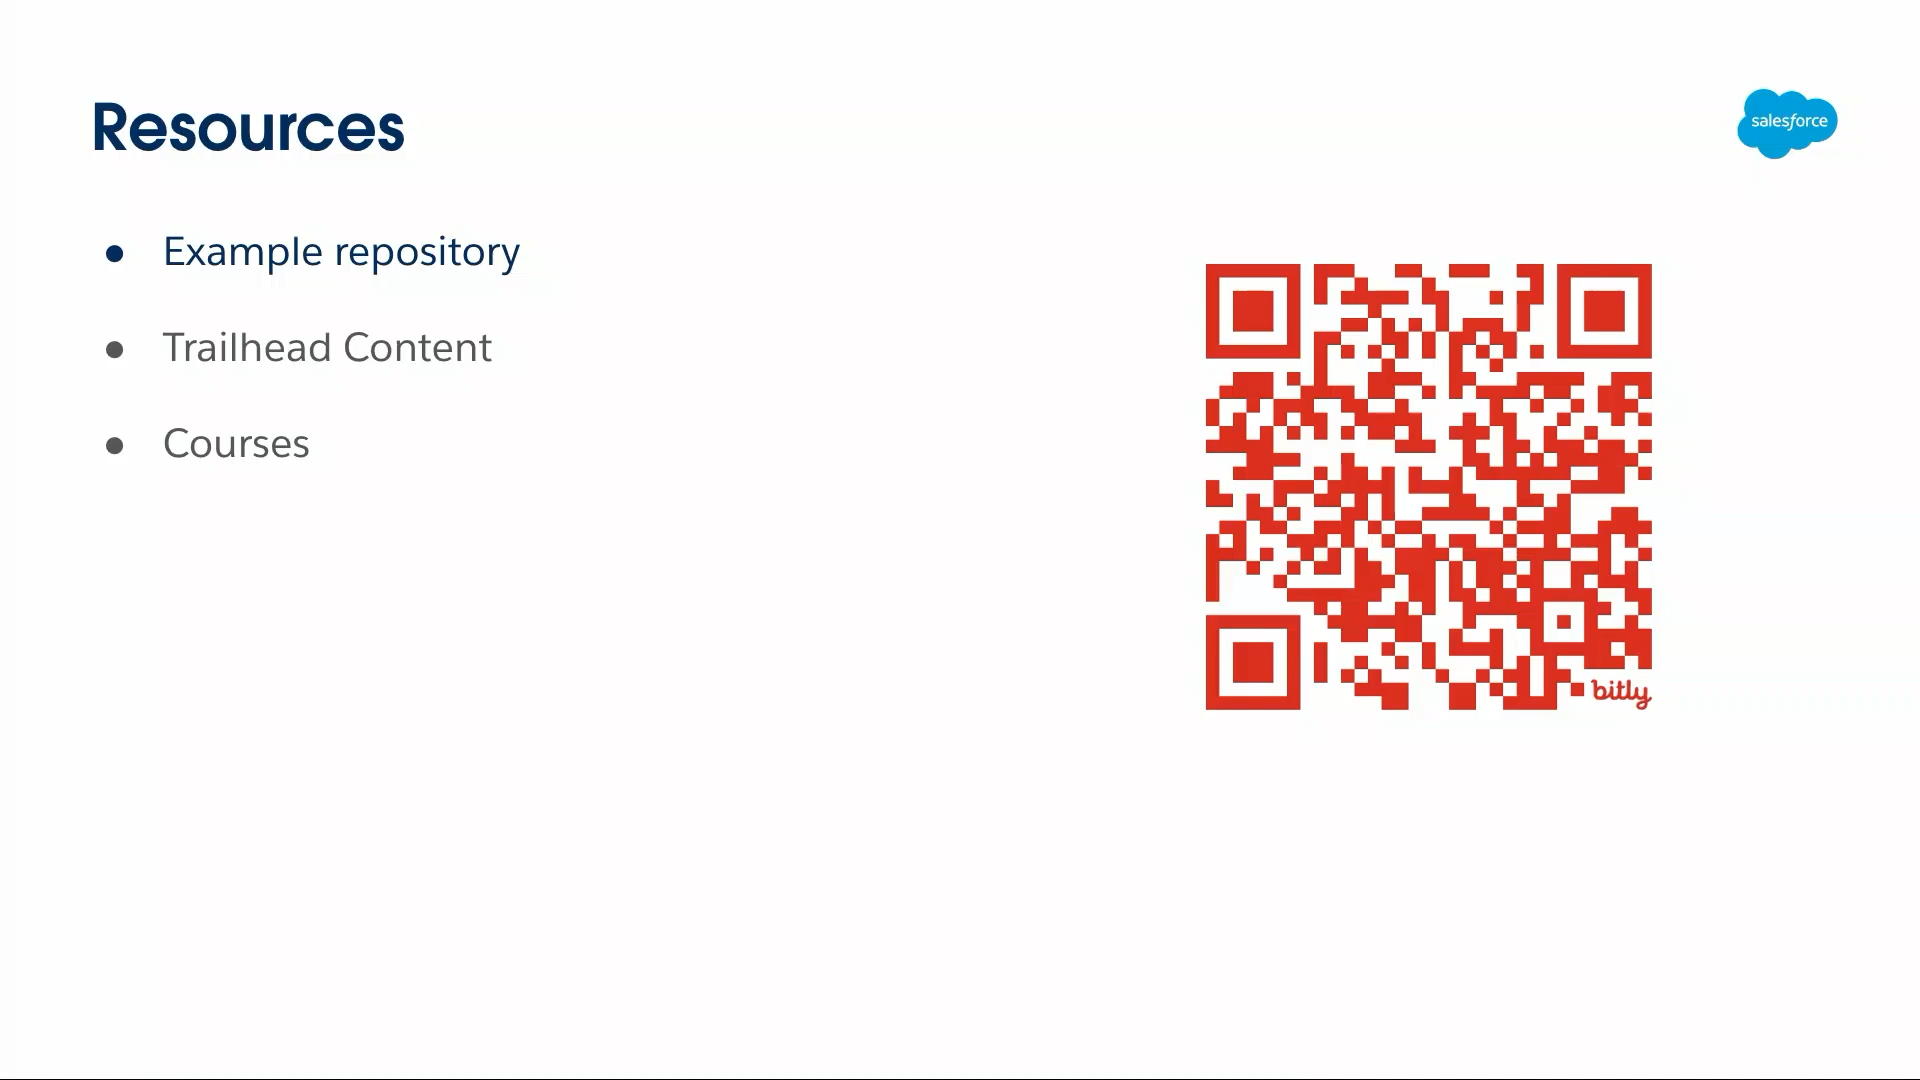 Resources
salesforce
● Example repository
● Trailhead Content
● Courses
bitly